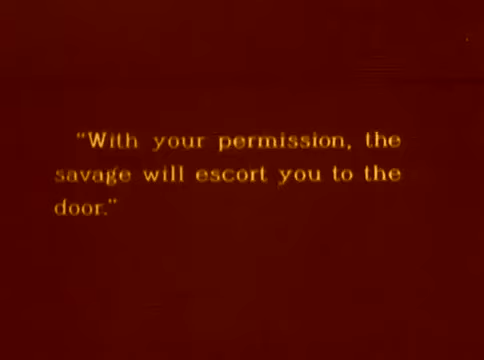 "With your permission, the
savage will escort you to the
door."